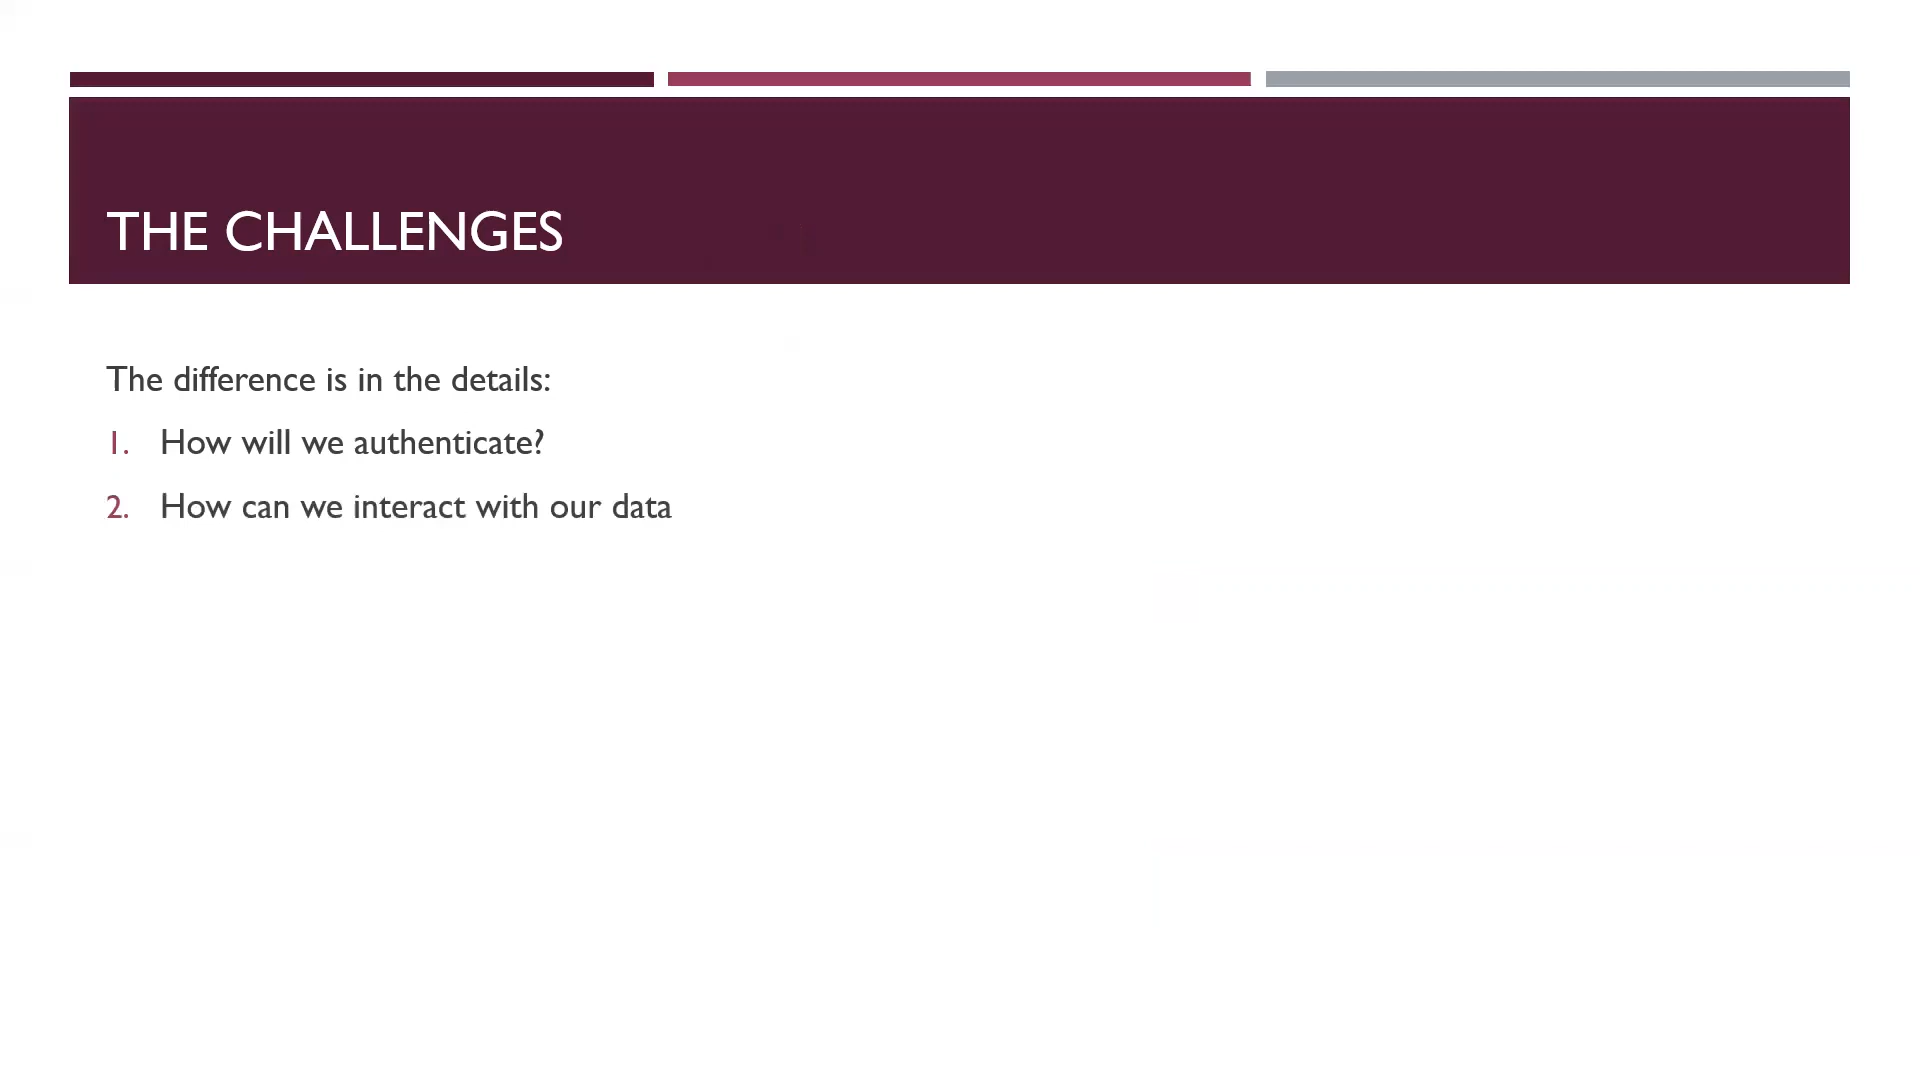 THE CHALLENGES
The difference is in the details:
1. How will we authenticate?
2. How can we interact with our data